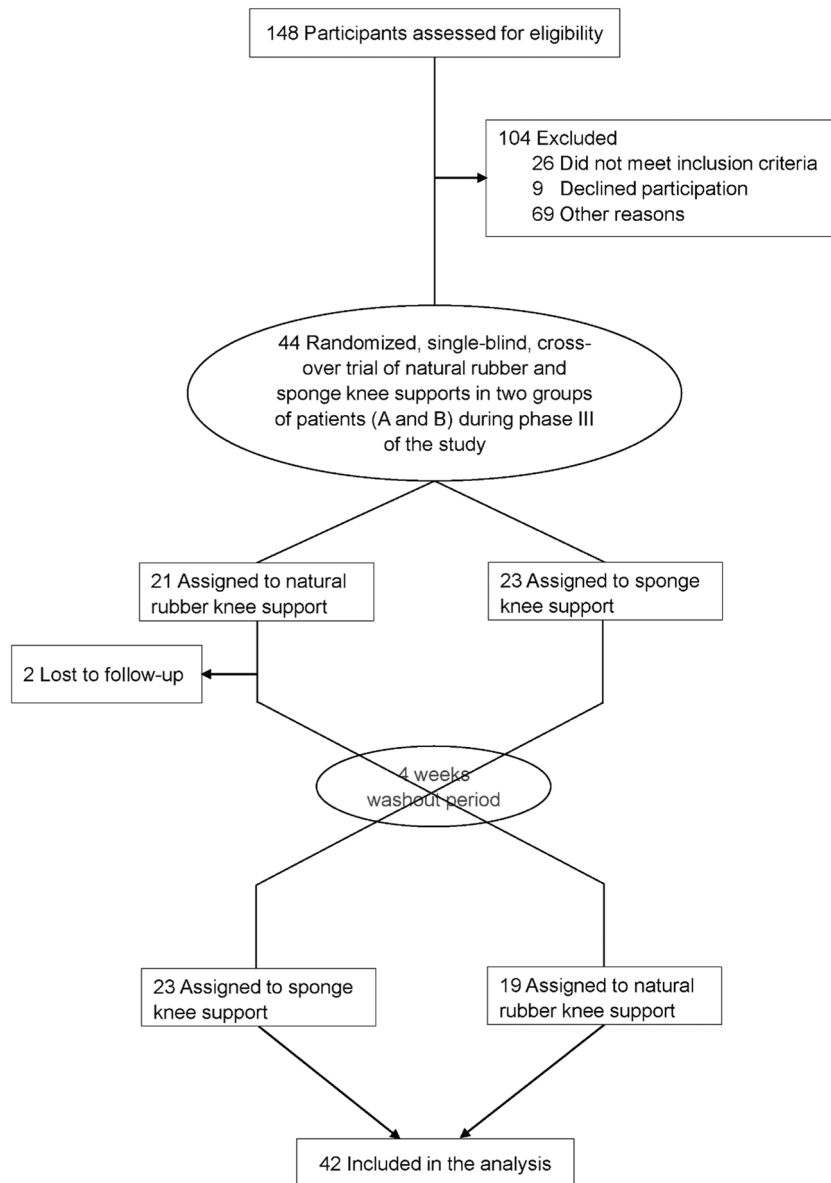 148 Participants assessed for eligibility
104 Excluded
26 Did not meet inclusion criteria
9 Declined participation
69 Other reasons
44 Randomized, single-blind, cross-
over trial of natural rubber and
sponge knee supports in two groups
of patients (A and B) during phase III
of the study
21 Assigned to natural
rubber knee support
23 Assigned to sponge
knee support
2 Lost to follow-up
4 weeks
washout period
23 Assigned to sponge
knee support
19 Assigned to natural
rubber knee support
42 Included in the analysis